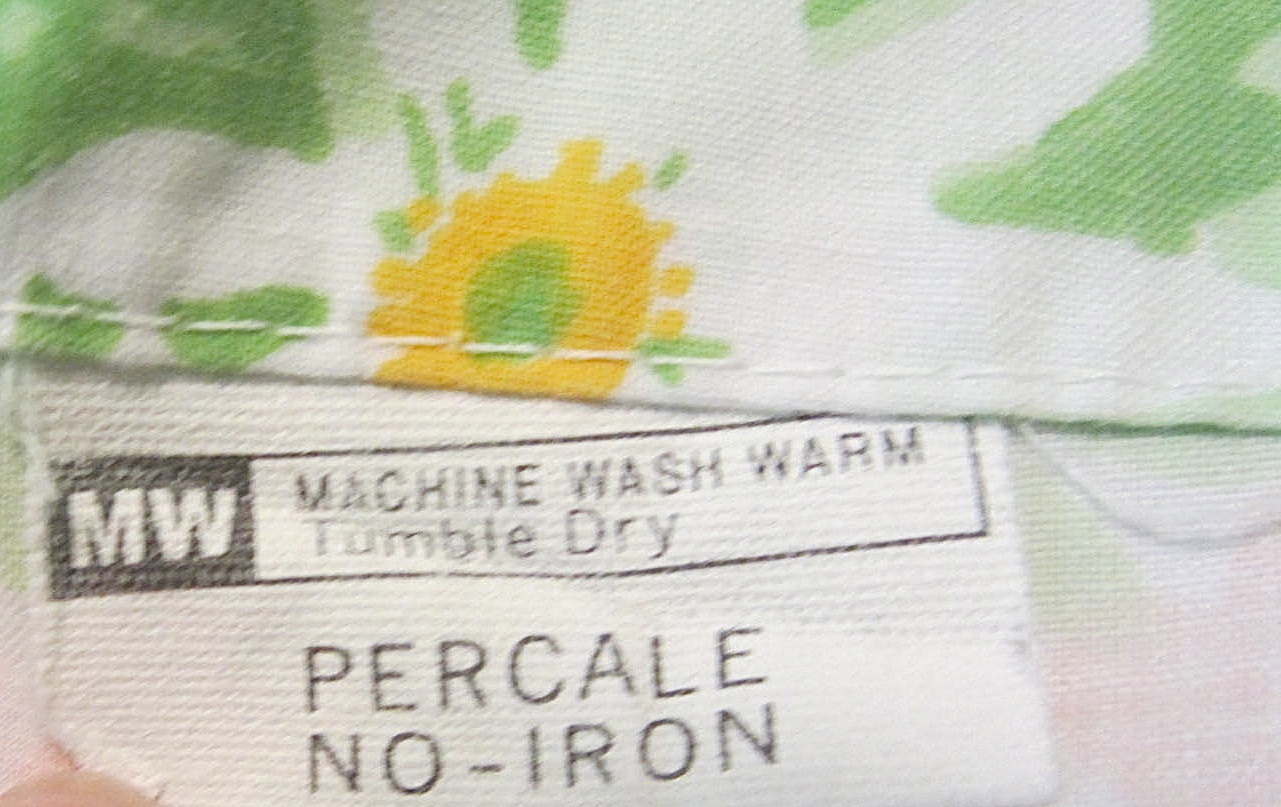 MW
MACHINE WASH WARM
Tumble Dry
PERCALE
NO-IRON